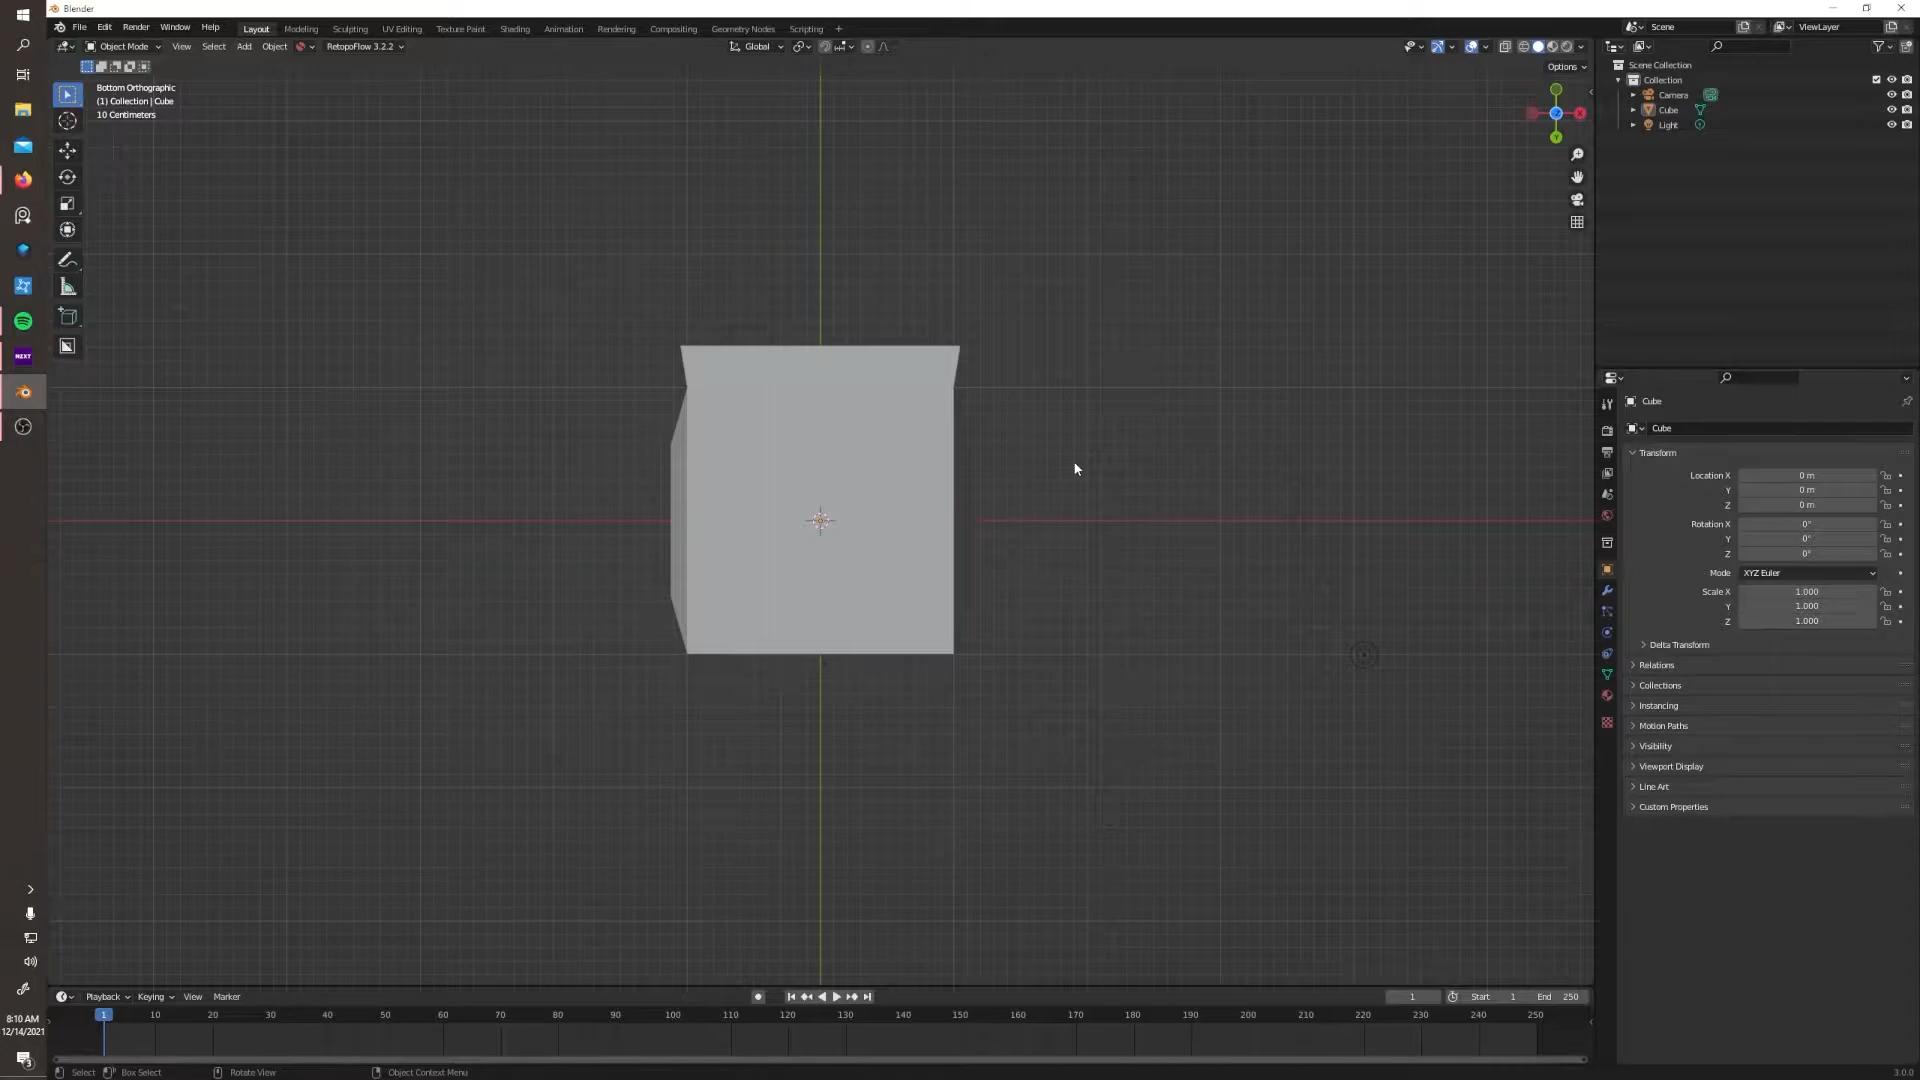 Blender
File Edit Render Window Help
Layout Modeling Sculpting UV Editing Texture Paint Shading Animation Rendering Compositing Geometry Nodes Scripting +
Scene
ViewLayer
Object Mode View Select Add Object RetopoFlow 3.2.2
Global
Options
Bottom Orthographic
(1) Collection | Cube
10 Centimeters
Y
X
Scene Collection
Collection
Camera
Cube
Light
Cube
Cube
Transform
Location X 0 m
Y 0 m
Z 0 m
Rotation X 0°
Y 0°
Z 0°
Mode XYZ Euler
Scale X 1.000
Y 1.000
Z 1.000
Delta Transform
Relations
Collections
Instancing
Motion Paths
Visibility
Viewport Display
Line Art
Custom Properties
NEXT
Playback Keying View Marker
1 Start 1 End 250
1 10 20 30 40 50 60 70 80 90 100 110 120 130 140 150 160 170 180 190 200 210 220 230 240 250
8:10 AM
12/14/2021
3
Select Box Select Rotate View Object Context Menu
3.0.0